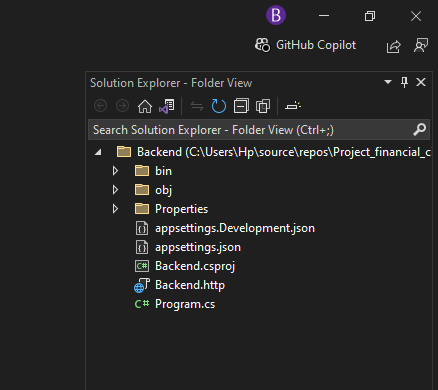 B
GitHub Copilot
Solution Explorer - Folder View
Search Solution Explorer - Folder View (Ctrl+;)
Backend (C:\Users\Hp\source\repos\Project_financial_c
bin
obj
Properties
appsettings.Development.json
appsettings.json
C# Backend.csproj
Backend.http
C# Program.cs